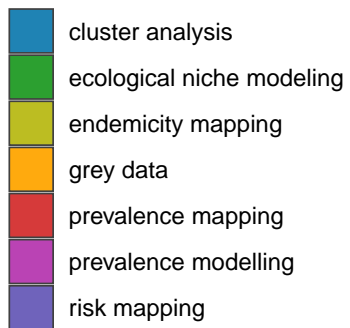 cluster analysis
ecological niche modeling
endemicity mapping
grey data
prevalence mapping
prevalence modelling
risk mapping